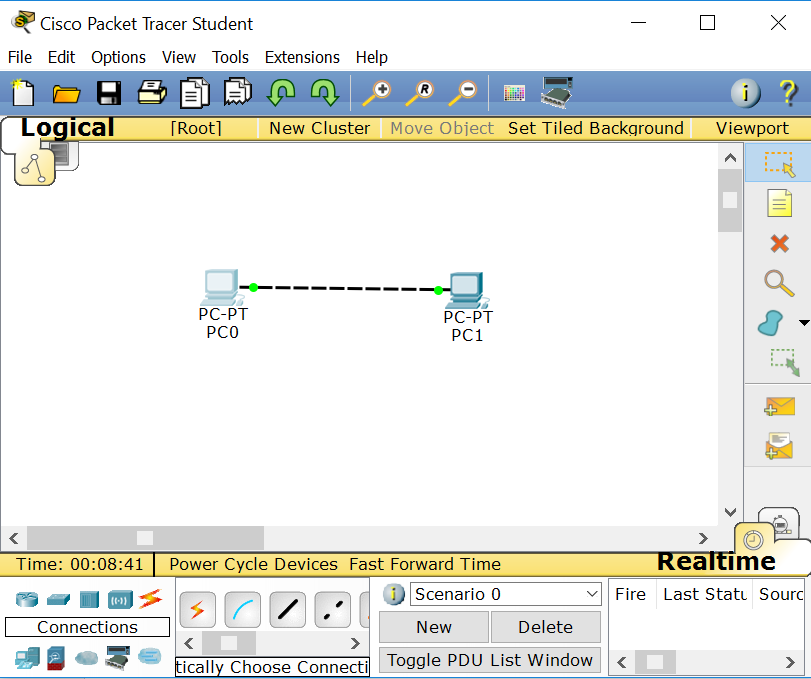 Cisco Packet Tracer Student
File Edit Options View Tools Extensions Help
Logical [Root] New Cluster Move Object Set Tiled Background Viewport
PC-PT
PC0
PC-PT
PC1
Time: 00:08:41 Power Cycle Devices Fast Forward Time Realtime
Scenario 0
Fire Last Statu Sourc
Connections
New Delete
Toggle PDU List Window
tically Choose Connecti